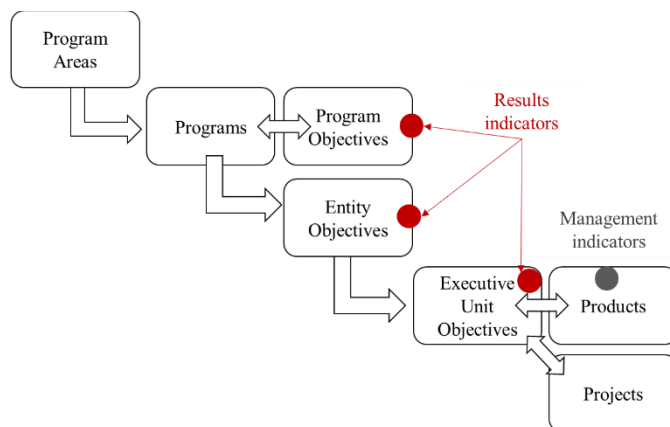 Program
Areas
Programs
Program
Objectives
Results
indicators
Entity
Objectives
Management
indicators
Executive
Unit
Objectives
Products
Projects